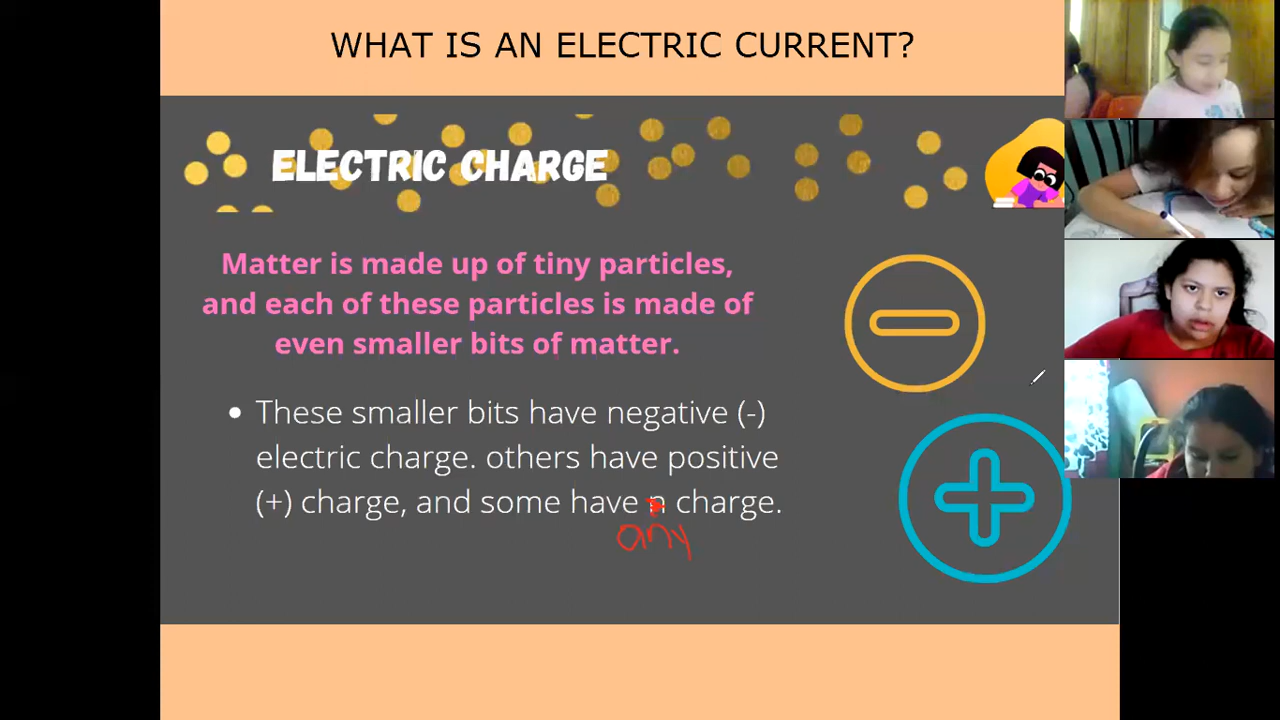 WHAT IS AN ELECTRIC CURRENT?
ELECTRIC CHARGE
Matter is made up of tiny particles,
and each of these particles is made of
even smaller bits of matter.
These smaller bits have negative (-)
electric charge. others have positive
(+) charge, and some have n charge.
any